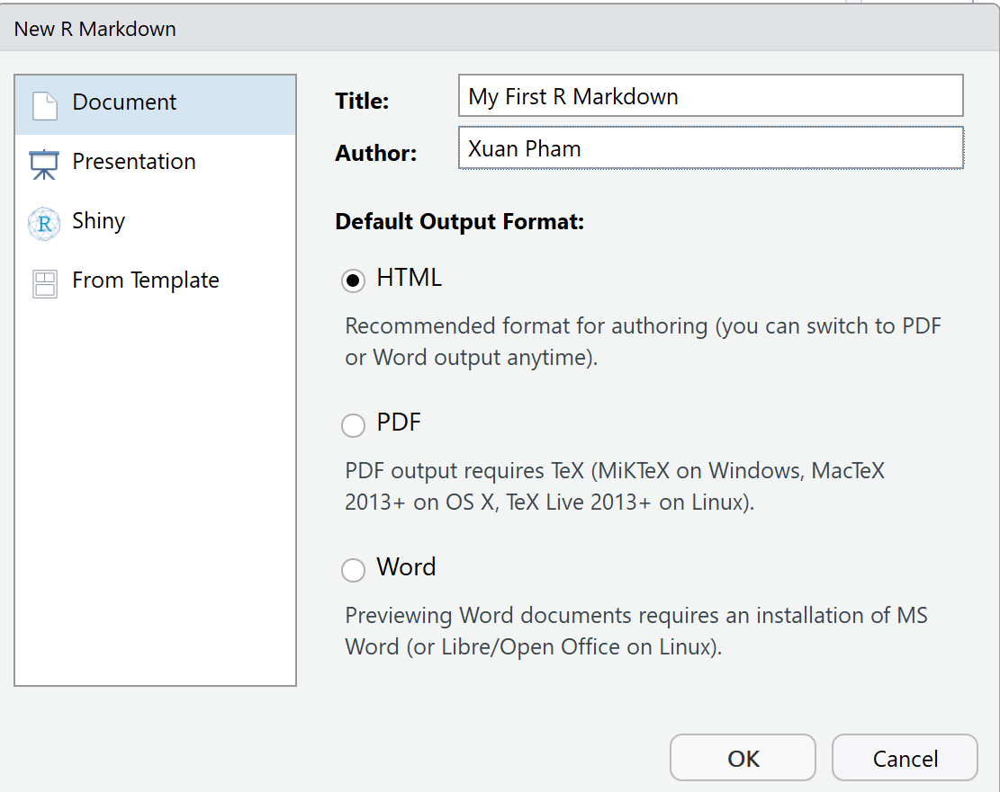 New R Markdown
Document
Presentation
R
Shiny
From Template
Title:
My First R Markdown
Author:
Xuan Pham
Default Output Format:
HTML
Recommended format for authoring (you can switch to PDF
or Word output anytime).
PDF
PDF output requires TeX (MiKTeX on Windows, MacTeX
2013+ on OS X, TeX Live 2013+ on Linux).
Word
Previewing Word documents requires an installation of MS
Word (or Libre/Open Office on Linux).
OK
Cancel